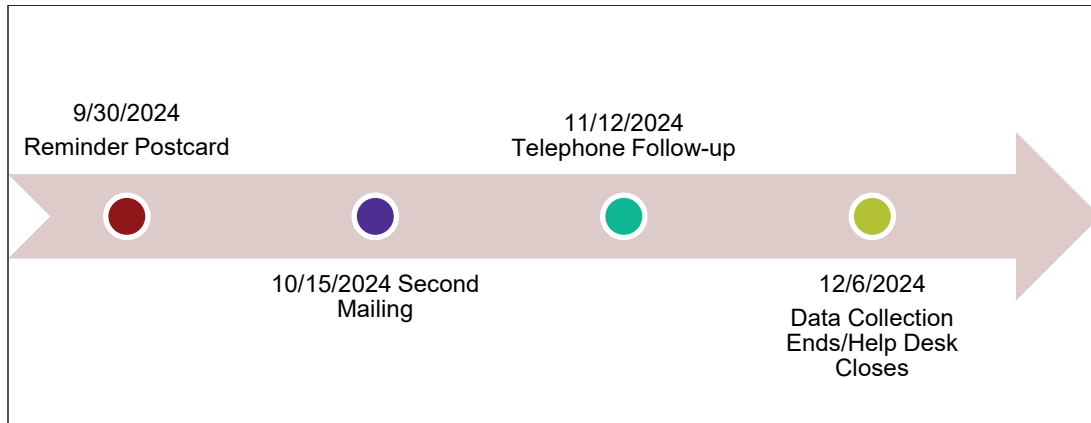 9/30/2024
Reminder Postcard
10/15/2024 Second
Mailing
11/12/2024
Telephone Follow-up
12/6/2024
Data Collection
Ends/Help Desk
Closes